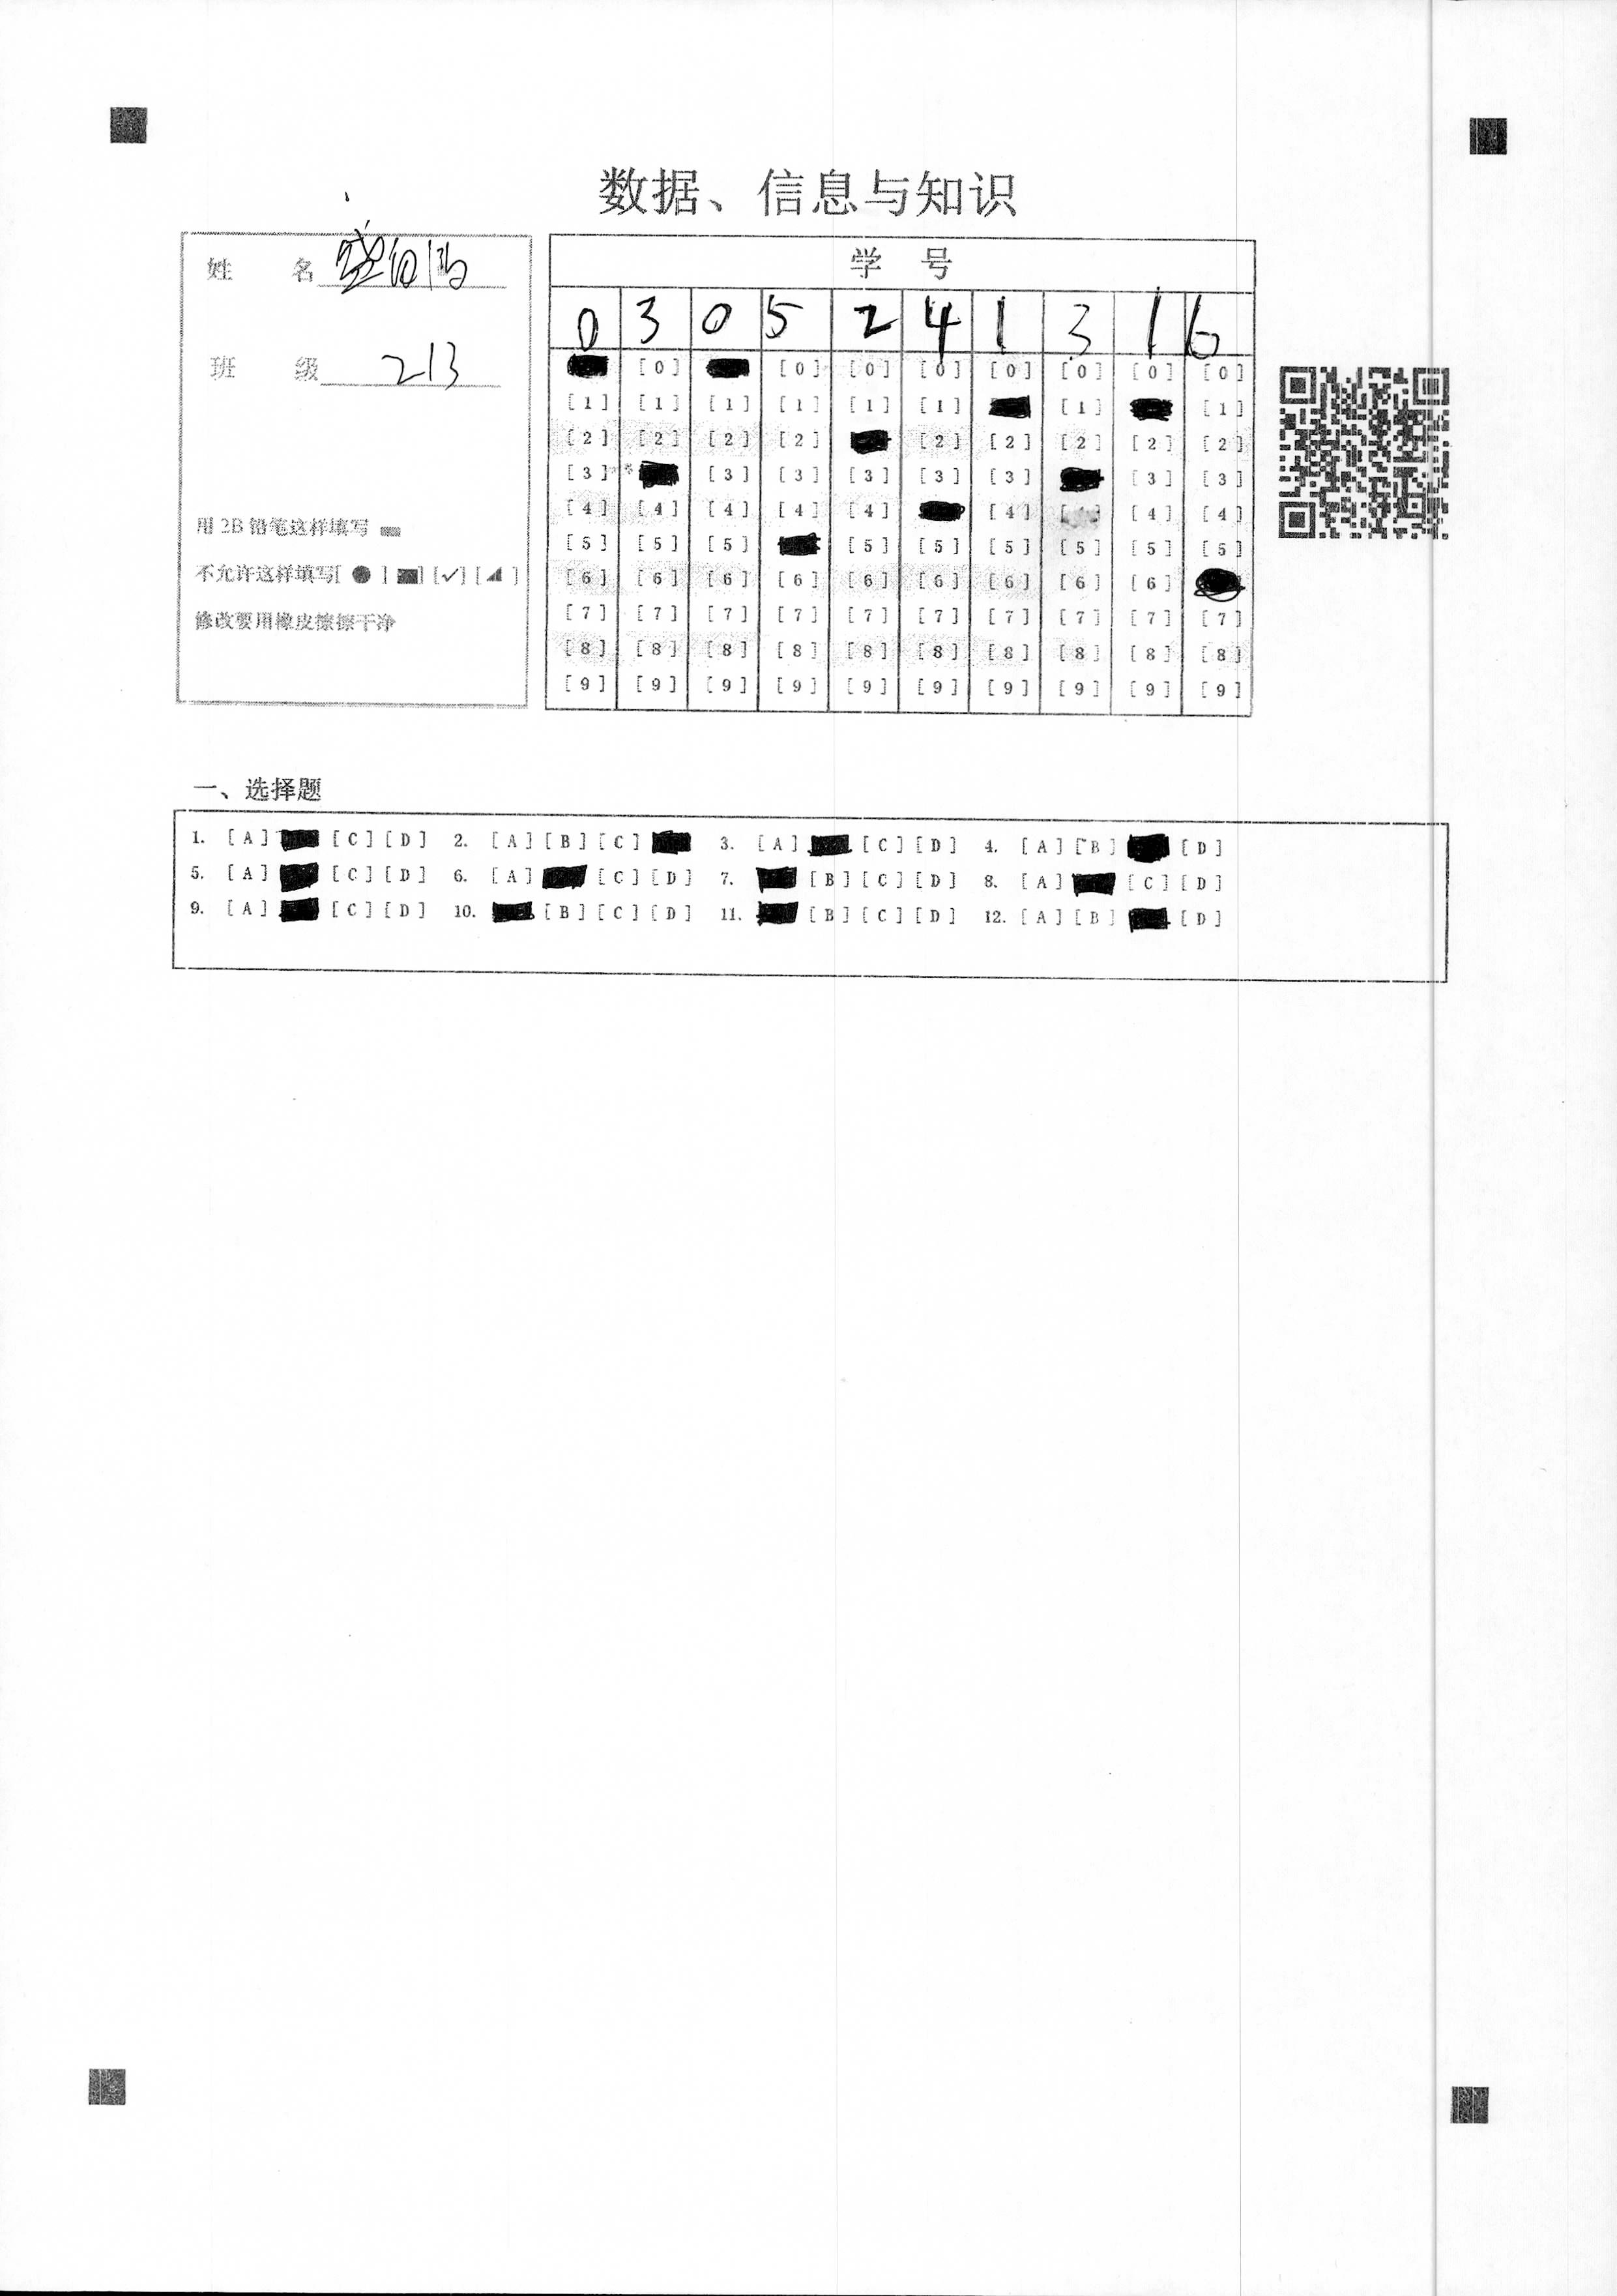 数据、信息与知识
姓 名
班 级 213
用 2B 铅笔这样填写
不允许这样填写[ ● ] [■] [✓] [◢]
修改要用橡皮擦擦干净
学 号
0 3 0 5 2 4 1 3 1 6
[0] [0] [0] [0] [0] [0] [0] [0]
[1] [1] [1] [1] [1] [1] [1] [1]
[2] [2] [2] [2] [2] [2] [2] [2] [2]
[3] [3] [3] [3] [3] [3] [3] [3]
[4] [4] [4] [4] [4] [4] [4] [4]
[5] [5] [5] [5] [5] [5] [5] [5] [5]
[6] [6] [6] [6] [6] [6] [6] [6] [6]
[7] [7] [7] [7] [7] [7] [7] [7] [7] [7]
[8] [8] [8] [8] [8] [8] [8] [8] [8] [8]
[9] [9] [9] [9] [9] [9] [9] [9] [9] [9]
一、选择题
1. [A] [C] [D] 2. [A] [B] [C] 3. [A] [C] [D] 4. [A] [B] [D]
5. [A] [C] [D] 6. [A] [C] [D] 7. [B] [C] [D] 8. [A] [C] [D]
9. [A] [C] [D] 10. [B] [C] [D] 11. [B] [C] [D] 12. [A] [B] [D]